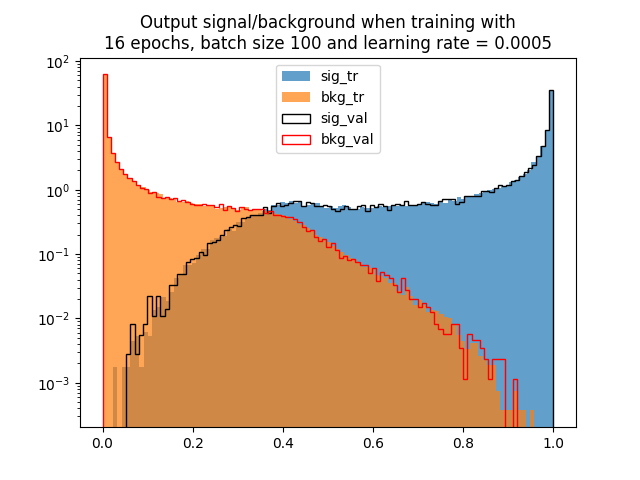 Output signal/background when training with
16 epochs, batch size 100 and learning rate = 0.0005
10²
10¹
10⁰
10⁻¹
10⁻²
10⁻³
sig_tr
bkg_tr
sig_val
bkg_val
0.0 0.2 0.4 0.6 0.8 1.0